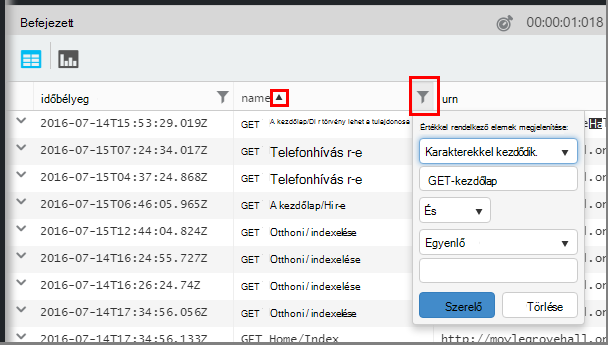 Befejezett 00:00:01:018
időbélyeg name urn
2016-07-14T15:53:29.019Z GET A kezdőlap/Dí r törvény lehet a tulajdonosa
2016-07-15T07:24:34.017Z GET Telefonhívás r-e
2016-07-15T04:37:24.868Z GET Telefonhívás r-e
2016-07-15T06:46:05.965Z GET A kezdőlap/Hi r-e
2016-07-15T12:44:04.824Z GET Otthoni/indexelése
2016-07-14T16:24:55.727Z GET Otthoni/indexelése
2016-07-14T16:26:24.74Z GET Otthoni/indexelése
2016-07-14T17:34:56.056Z GET Otthoni/indexelése
2016-07-14T17:34:56.133Z GET Home/Index http://movlegrovehall.or
Értékkel rendelkező elemek megjelenítése:
Karakterekkel kezdődik.
GET-kezdőlap
És
Egyenlő
Szerelő Törlése